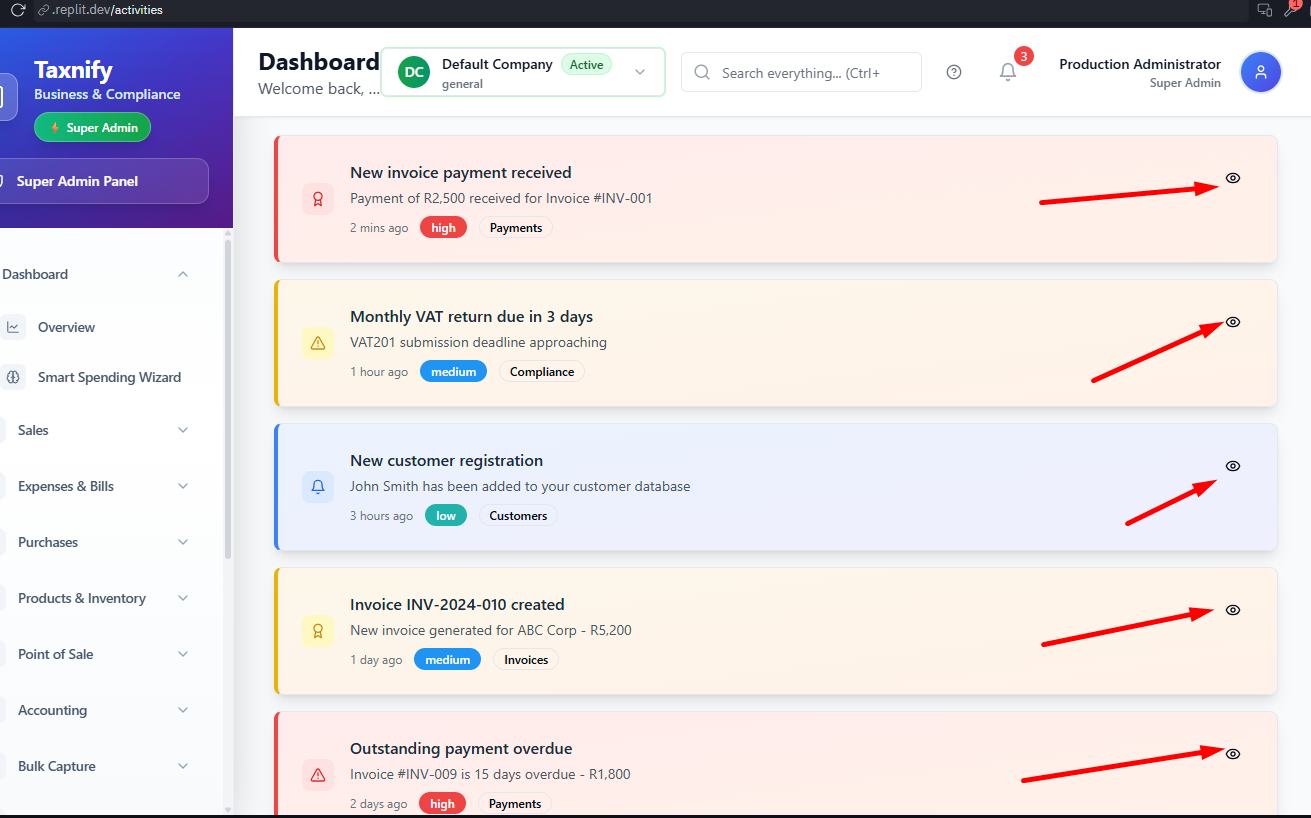 .replit.dev/activities
1
Taxnify
Business & Compliance
Super Admin
Super Admin Panel
Dashboard
Overview
Smart Spending Wizard
Sales
Expenses & Bills
Purchases
Products & Inventory
Point of Sale
Accounting
Bulk Capture
Dashboard
Welcome back, ...
DC
Default Company
Active
general
Search everything... (Ctrl+
3
Production Administrator
Super Admin
New invoice payment received
Payment of R2,500 received for Invoice #INV-001
2 mins ago high Payments
Monthly VAT return due in 3 days
VAT201 submission deadline approaching
1 hour ago medium Compliance
New customer registration
John Smith has been added to your customer database
3 hours ago low Customers
Invoice INV-2024-010 created
New invoice generated for ABC Corp - R5,200
1 day ago medium Invoices
Outstanding payment overdue
Invoice #INV-009 is 15 days overdue - R1,800
2 days ago high Payments